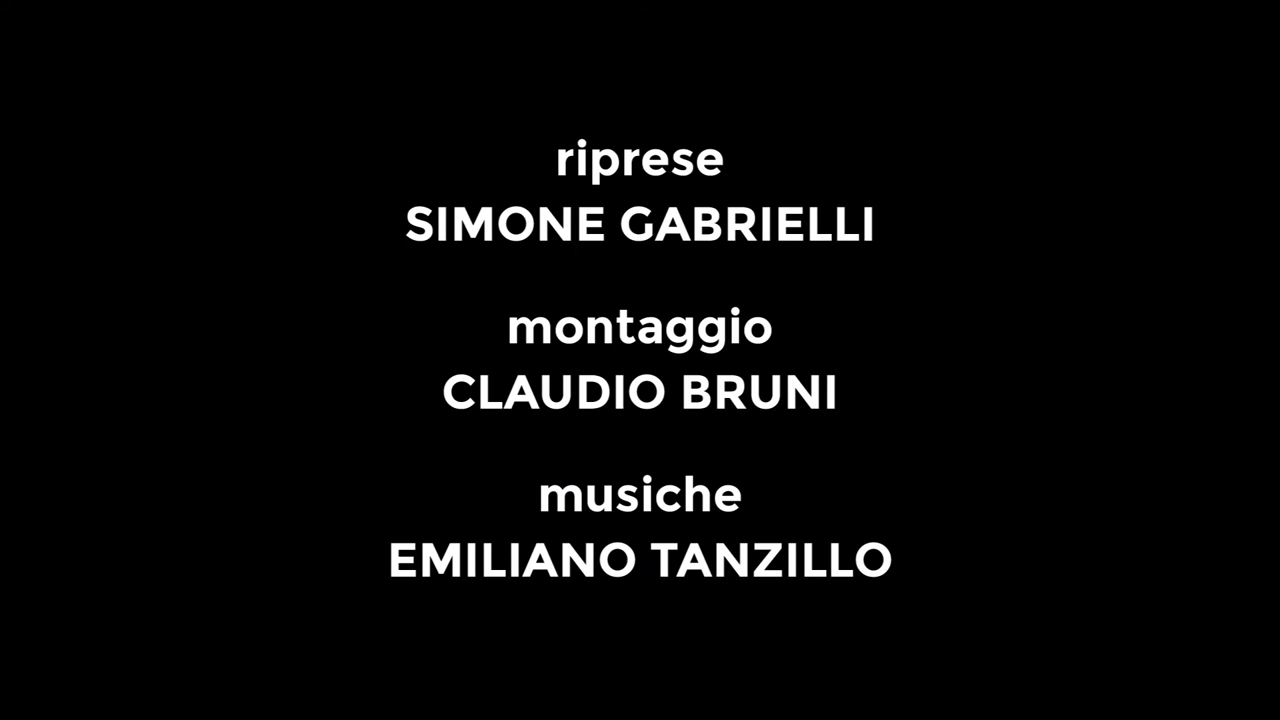 riprese
SIMONE GABRIELLI
montaggio
CLAUDIO BRUNI
musiche
EMILIANO TANZILLO